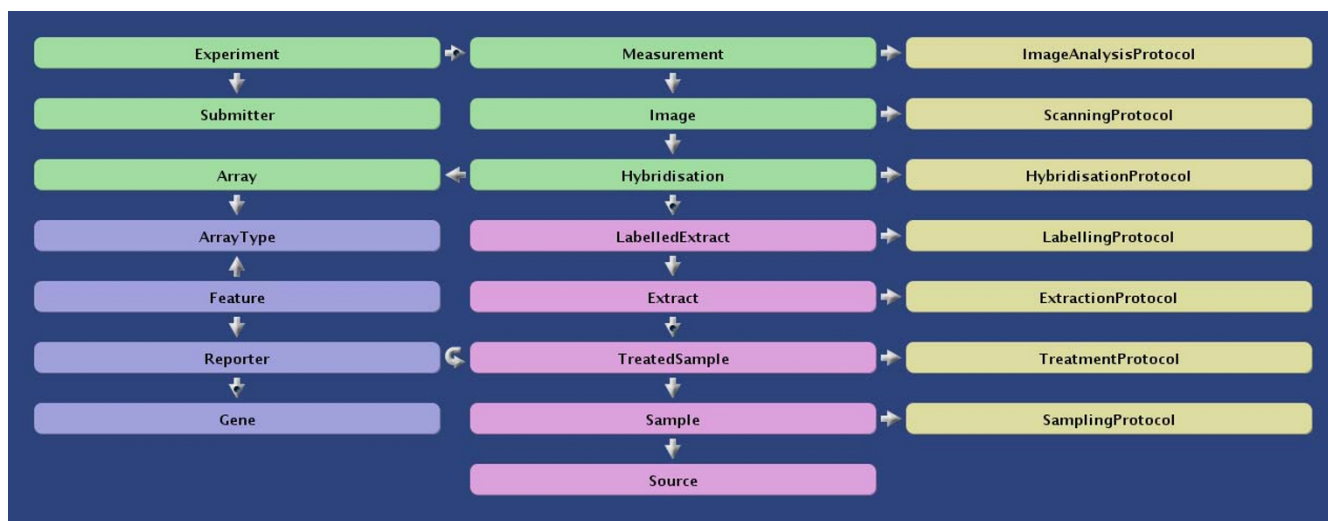 Experiment
Measurement
ImageAnalysisProtocol
Submitter
Image
ScanningProtocol
Array
Hybridisation
HybridisationProtocol
ArrayType
LabelledExtract
LabellingProtocol
Feature
Extract
ExtractionProtocol
Reporter
TreatedSample
TreatmentProtocol
Gene
Sample
SamplingProtocol
Source